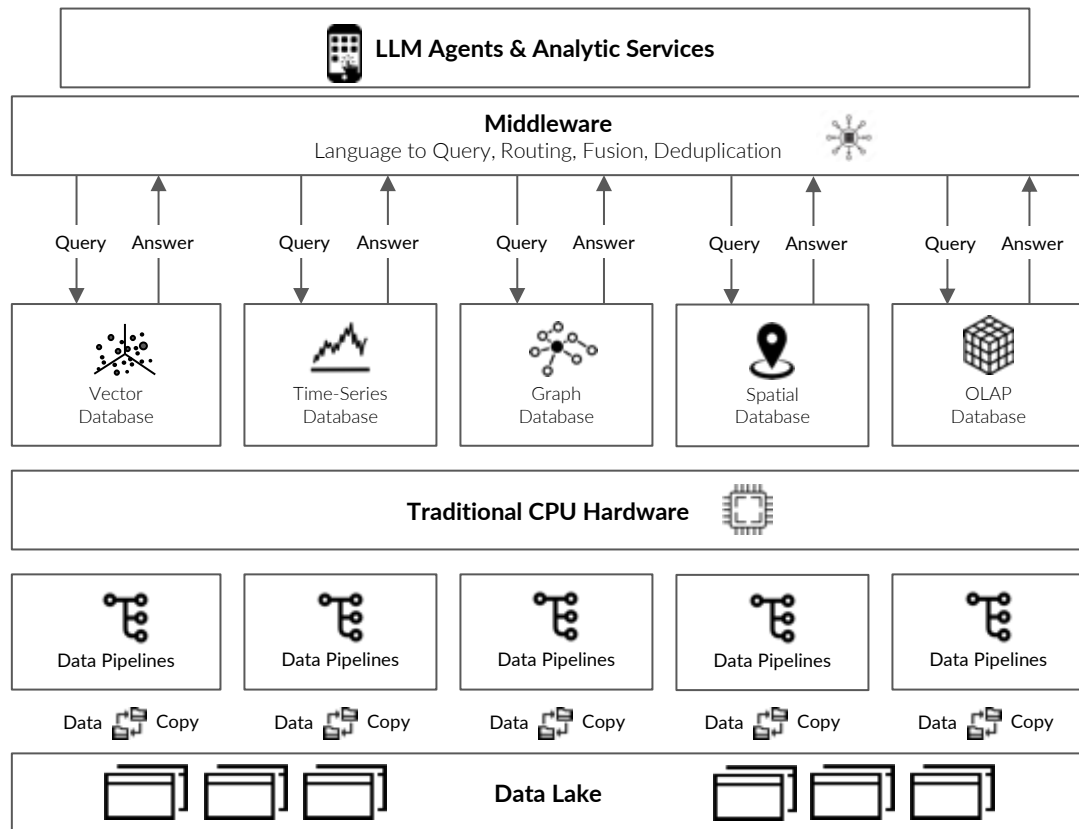 LLM Agents & Analytic Services
Middleware
Language to Query, Routing, Fusion, Deduplication
Query Answer Query Answer Query Answer Query Answer Query Answer
Vector Time-Series Graph Spatial OLAP
Database Database Database Database Database
Traditional CPU Hardware
Data Pipelines Data Pipelines Data Pipelines Data Pipelines Data Pipelines
Data Copy Data Copy Data Copy Data Copy Data Copy
Data Lake